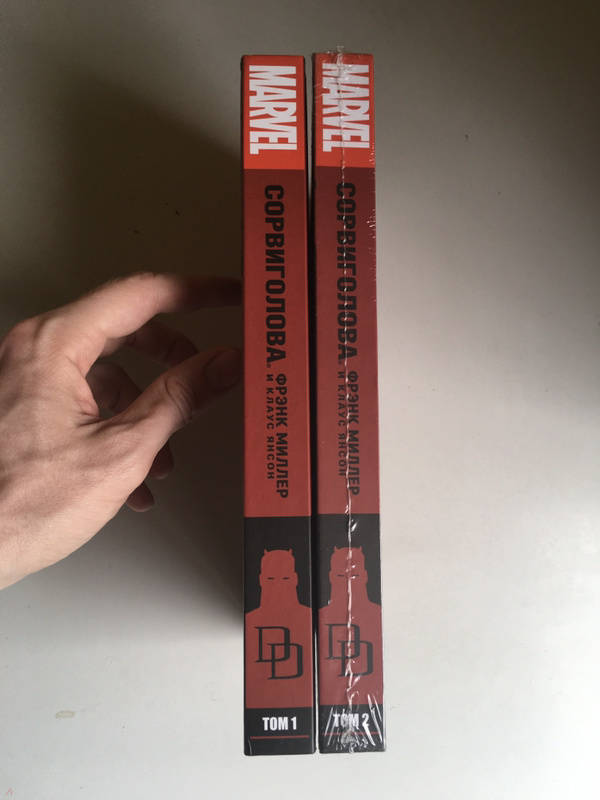 MARVEL
СОРВИГОЛОВА®
ФРЭНК МИЛЛЕР
И КЛАУС ЯНСОН
DD
ТОМ 1
MARVEL
СОРВИГОЛОВА®
ФРЭНК МИЛЛЕР
И КЛАУС ЯНСОН
DD
ТОМ 2